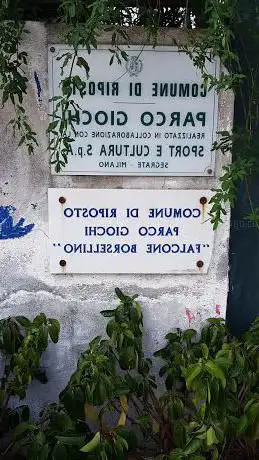 COMUNE DI RIPOSTO
PARCO GIOCHI
REALIZZATO IN COLLABORAZIONE CON
SPORT E CULTURA S.p.A.
SEGRATE - MILANO
COMUNE DI RIPOSTO
PARCO GIOCHI
"FALCONE BORSELLINO"